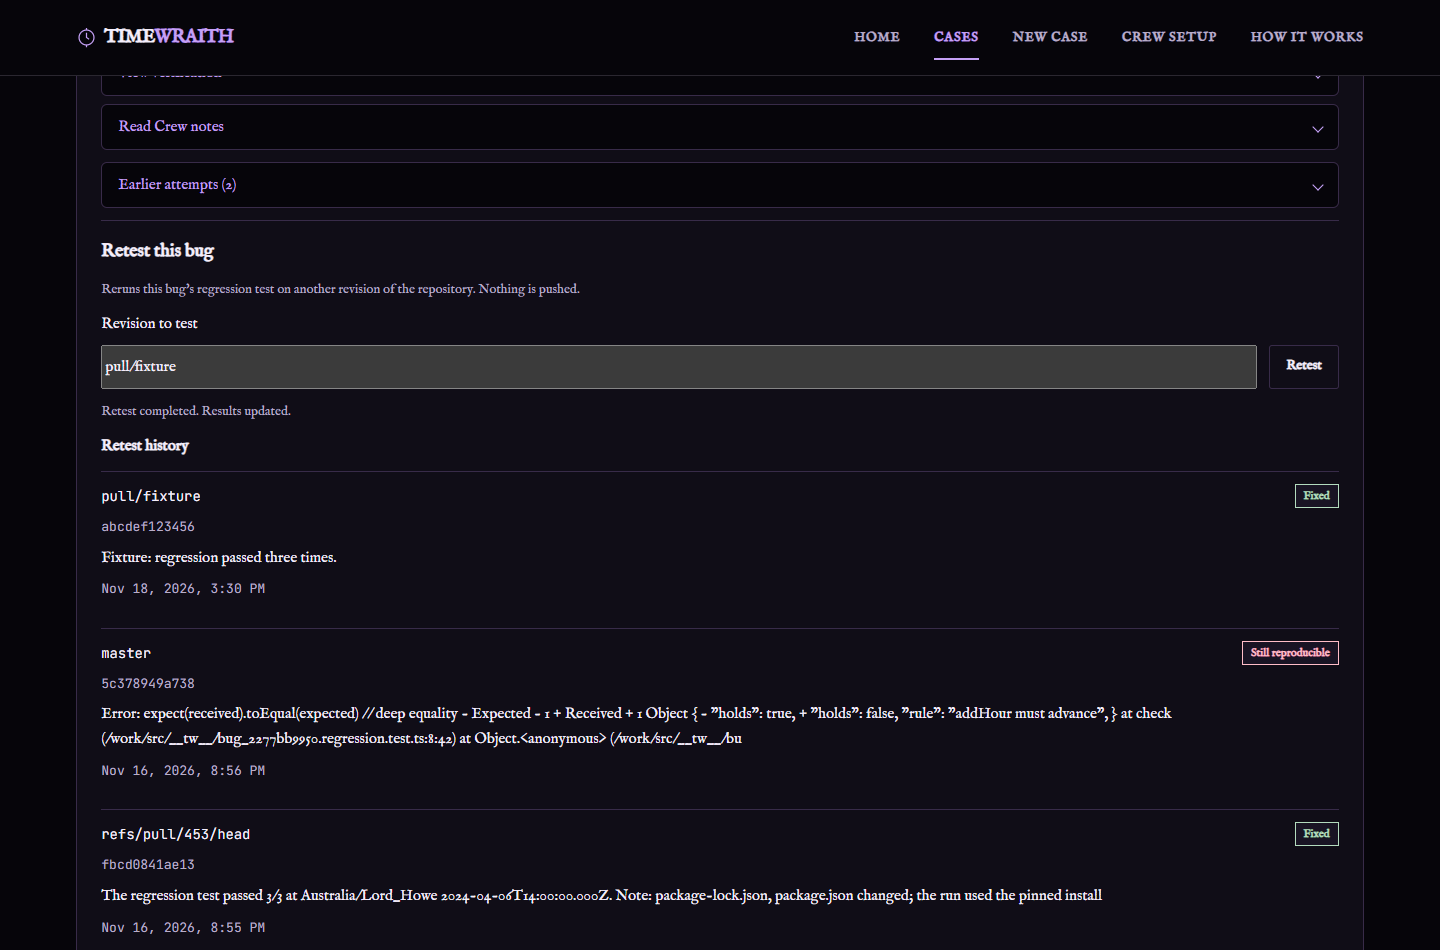 TIMEWRAITH
HOME
CASES
NEW CASE
CREW SETUP
HOW IT WORKS
Read Crew notes
Earlier attempts (2)
Retest this bug
Reruns this bug's regression test on another revision of the repository. Nothing is pushed.
Revision to test
pull/fixture
Retest
Retest completed. Results updated.
Retest history
pull/fixture
Fixed
abcdef123456
Fixture: regression passed three times.
Nov 18, 2026, 3:30 PM
master
Still reproducible
5c378949a738
Error: expect(received).toEqual(expected) // deep equality - Expected - 1 + Received + 1 Object { - "holds": true, + "holds": false, "rule": "addHour must advance", } at check
(/work/src/__tw__/bug_2277bb9950.regression.test.ts:8:42) at Object.<anonymous> (/work/src/__tw__/bu
Nov 16, 2026, 8:56 PM
refs/pull/453/head
Fixed
fbcd0841ae13
The regression test passed 3/3 at Australia/Lord_Howe 2024-04-06T14:00:00.000Z. Note: package-lock.json, package.json changed; the run used the pinned install
Nov 16, 2026, 8:55 PM